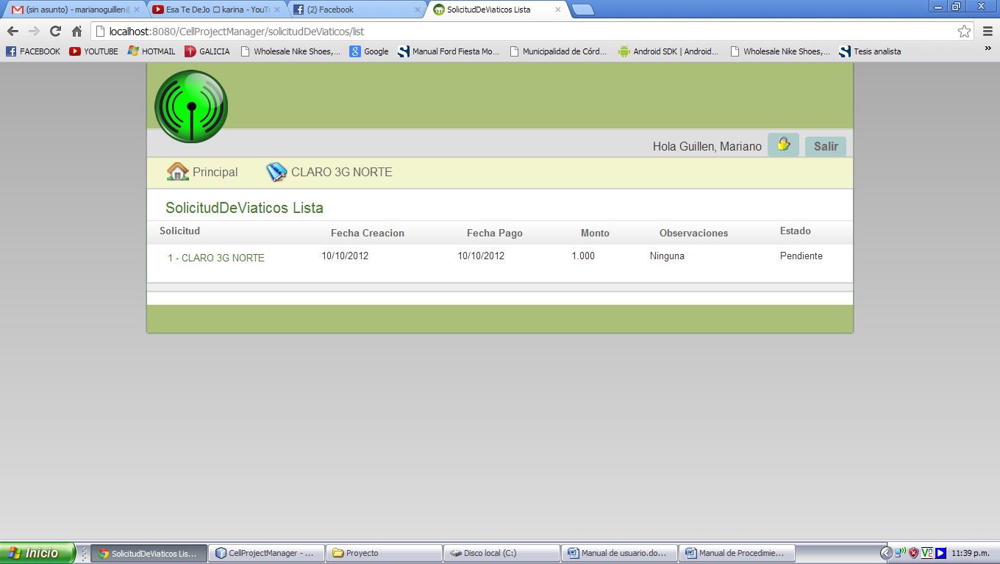 (sin asunto) - marianoguillen@
Esa Te DeJo □ karina - YouTu
(2) Facebook
SolicitudDeViaticos Lista
localhost:8080/CellProjectManager/solicitudDeViaticos/list
FACEBOOK YOUTUBE HOTMAIL GALICIA Wholesale Nike Shoes,... Google Manual Ford Fiesta Mo... Municipalidad de Córd... Android SDK | Android... Wholesale Nike Shoes,... Tesis analista »
Hola Guillen, Mariano Salir
Principal CLARO 3G NORTE
SolicitudDeViaticos Lista
Solicitud Fecha Creacion Fecha Pago Monto Observaciones Estado
1 - CLARO 3G NORTE 10/10/2012 10/10/2012 1.000 Ninguna Pendiente
Inicio SolicitudDeViaticos Lis... CellProjectManager - ... Proyecto Disco local (C:) Manual de usuario.do... Manual de Procedimie... 11:39 p.m.